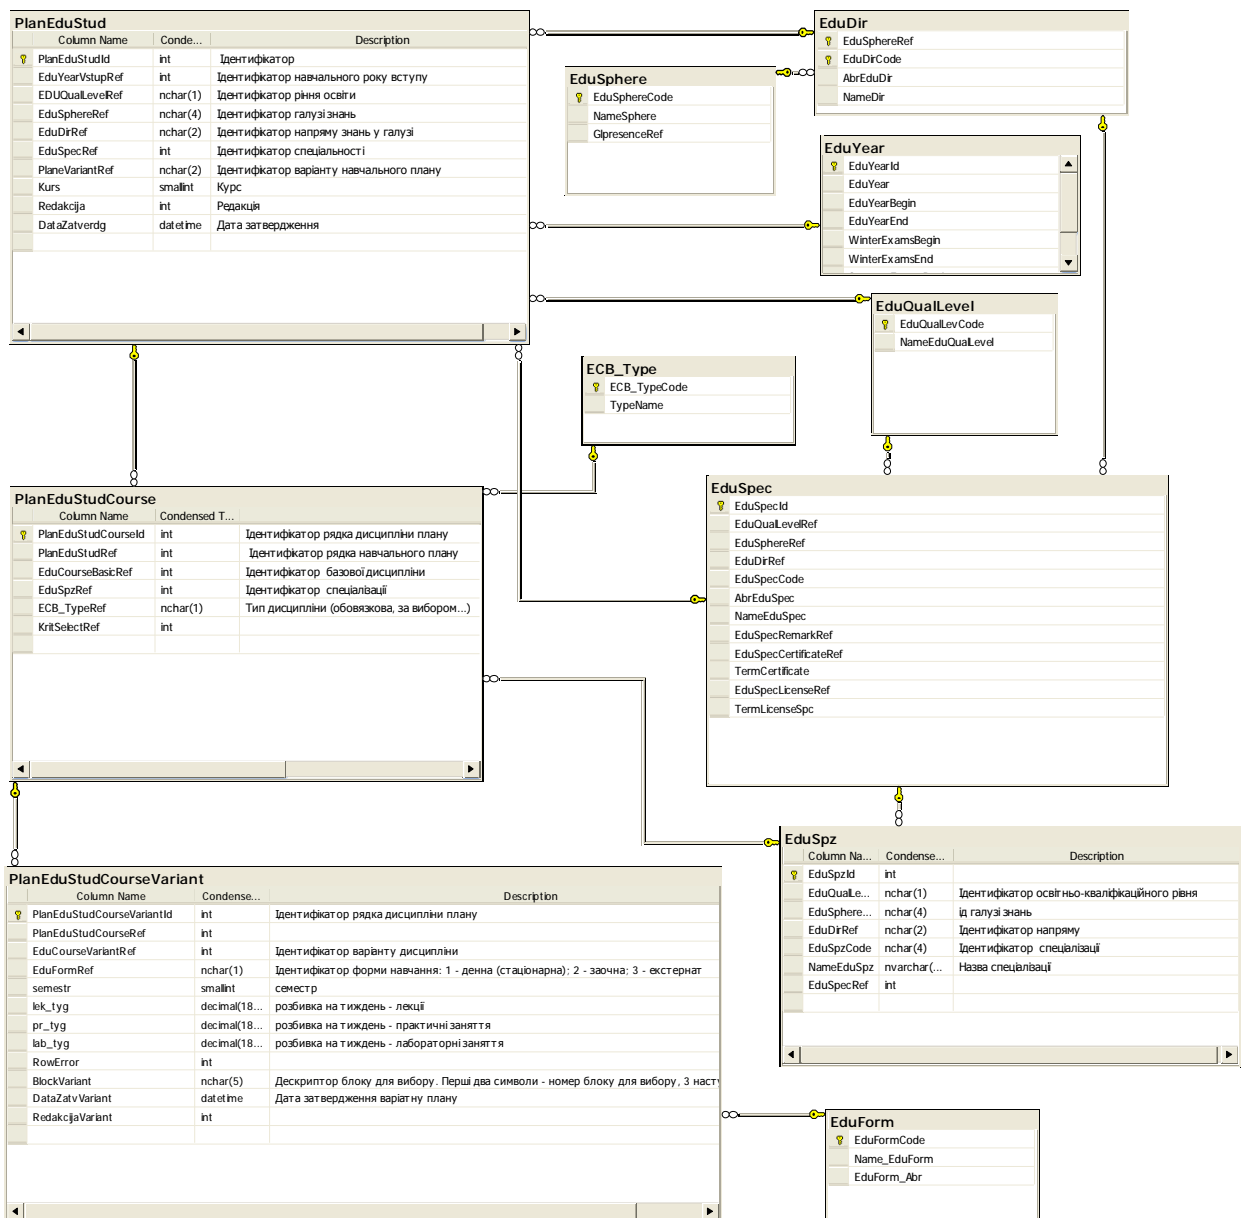 PlanEduStud
Column Name Conde... Description
PlanEduStudId int Ідентифікатор
EduYearVstupRef int Ідентифікатор навчального року вступу
EDUQualLevelRef nchar(1) Ідентифікатор ріння освіти
EduSphereRef nchar(4) Ідентифікатор галузі знань
EduDirRef nchar(2) Ідентифікатор напряму знань у галузі
EduSpecRef int Ідентифікатор спеціальності
PlaneVariantRef nchar(2) Ідентифікатор варіанту навчального плану
Kurs smallint Курс
Redakcija int Редакція
DataZatverdg datetime Дата затвердження
EduDir
EduSphereRef
EduDirCode
AbrEduDir
NameDir
EduSphere
EduSphereCode
NameSphere
GlpresenceRef
EduYear
EduYearId
EduYear
EduYearBegin
EduYearEnd
WinterExamsBegin
WinterExamsEnd
EduQualLevel
EduQualLevCode
NameEduQualLevel
ECB_Type
ECB_TypeCode
TypeName
PlanEduStudCourse
Column Name Condensed T...
PlanEduStudCourseId int Ідентифікатор рядка дисципліни плану
PlanEduStudRef int Ідентифікатор рядка навчального плану
EduCourseBasicRef int Ідентифікатор базової дисципліни
EduSpzRef int Ідентифікатор спеціалізації
ECB_TypeRef nchar(1) Тип дисципліни (обовязкова, за вибором...)
KritSelectRef int
EduSpec
EduSpecId
EduQualLevelRef
EduSphereRef
EduDirRef
EduSpecCode
AbrEduSpec
NameEduSpec
EduSpecRemarkRef
EduSpecCertificateRef
TermCertificate
EduSpecLicenseRef
TermLicenseSpc
EduSpz
Column Na... Condense... Description
EduSpzId int
EduQualLe... nchar(1) Ідентифікатор освітньо-кваліфікаційного рівня
EduSphere... nchar(4) ід галузі знань
EduDirRef nchar(2) Ідентифікатор напряму
EduSpzCode nchar(4) Ідентифікатор спеціалізації
NameEduSpz nvarchar(... Назва спеціалізації
EduSpecRef int
PlanEduStudCourseVariant
Column Name Condense... Description
PlanEduStudCourseVariantId int Ідентифікатор рядка дисципліни плану
PlanEduStudCourseRef int
EduCourseVariantRef int Ідентифікатор варіанту дисципліни
EduFormRef nchar(1) Ідентифікатор форми навчання: 1 - денна (стаціонарна); 2 - заочна; 3 - екстернат
semestr smallint семестр
lek_tyg decimal(18... розбивка на тиждень - лекції
pr_tyg decimal(18... розбивка на тиждень - практичні заняття
lab_tyg decimal(18... розбивка на тиждень - лабораторні заняття
RowError int
BlockVariant nchar(5) Дескриптор блоку для вибору. Перші два символи - номер блоку для вибору, 3 насту
DataZatvVariant datetime Дата затвердження варіатну плану
RedakcijaVariant int
EduForm
EduFormCode
Name_EduForm
EduForm_Abr